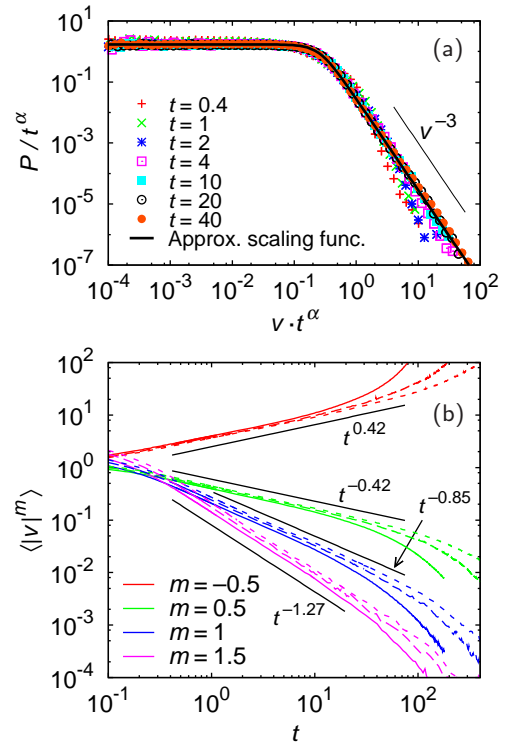 10^2
10^0
10^-1
10^-3
10^-5
10^-7
P / t^α
(a)
t = 0.4
t = 1
t = 2
t = 4
t = 10
t = 20
t = 40
Approx. scaling func.
v^-3
10^-4 10^-3 10^-2 10^-1 10^0 10^1 10^2
v · t^α
10^2
10^1
10^0
10^-1
10^-2
10^-3
10^-4
⟨|v|^m⟩
(b)
t^0.42
t^-0.42
t^-0.85
t^-1.27
m = −0.5
m = 0.5
m = 1
m = 1.5
10^-1 10^0 10^1 10^2
t